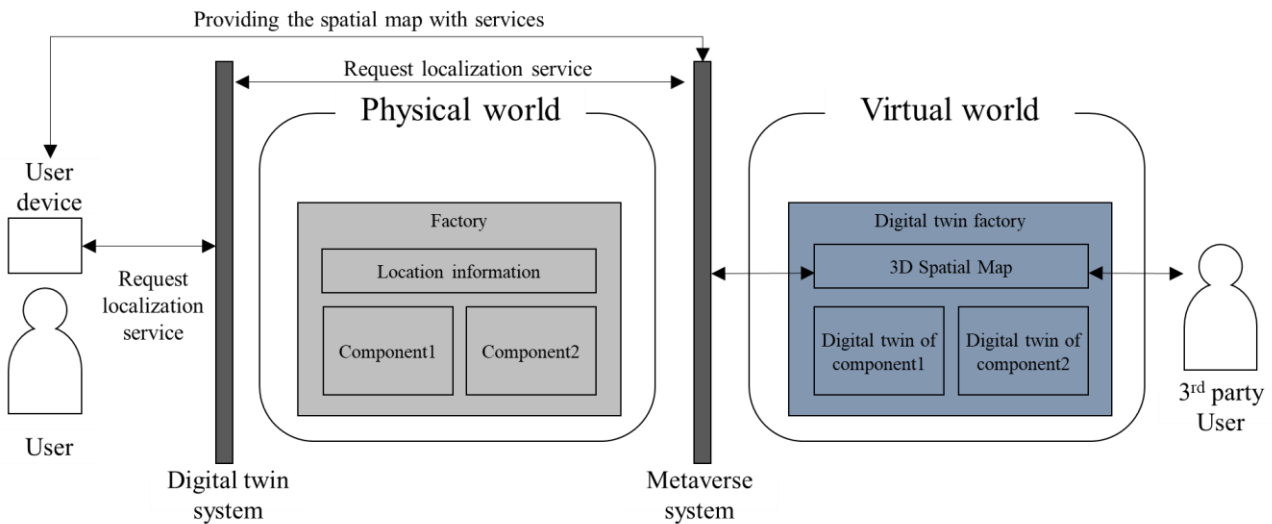 Providing the spatial map with services
Request localization service
Physical world
Virtual world
User
device
Factory
Digital twin factory
Location information
3D Spatial Map
Request
localization
service
Component1
Component2
Digital twin of
component1
Digital twin of
component2
3rd party
User
User
Digital twin
system
Metaverse
system